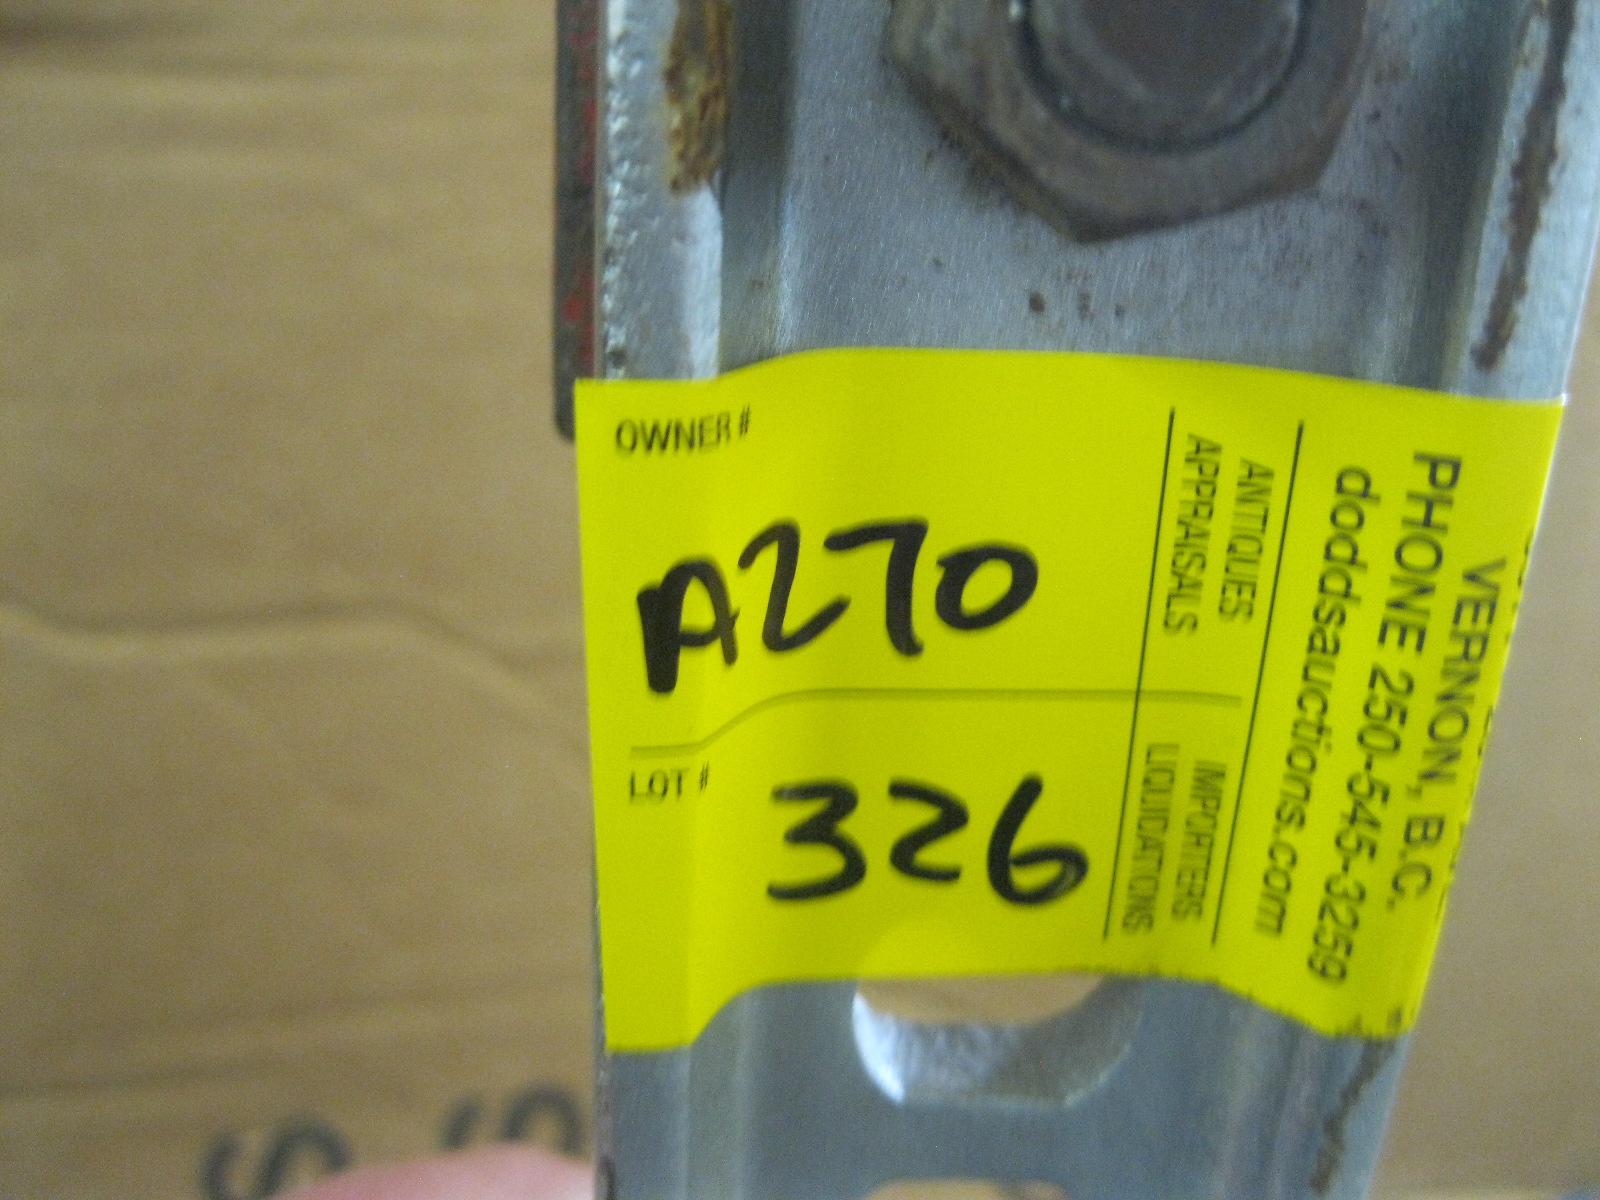 OWNER #
A270
LOT #
326
ANTIQUES
APPRAISALS
IMPORTERS
LIQUIDATIONS
VERNON, B.C.
PHONE 250-545-3259
doddsauctions.com